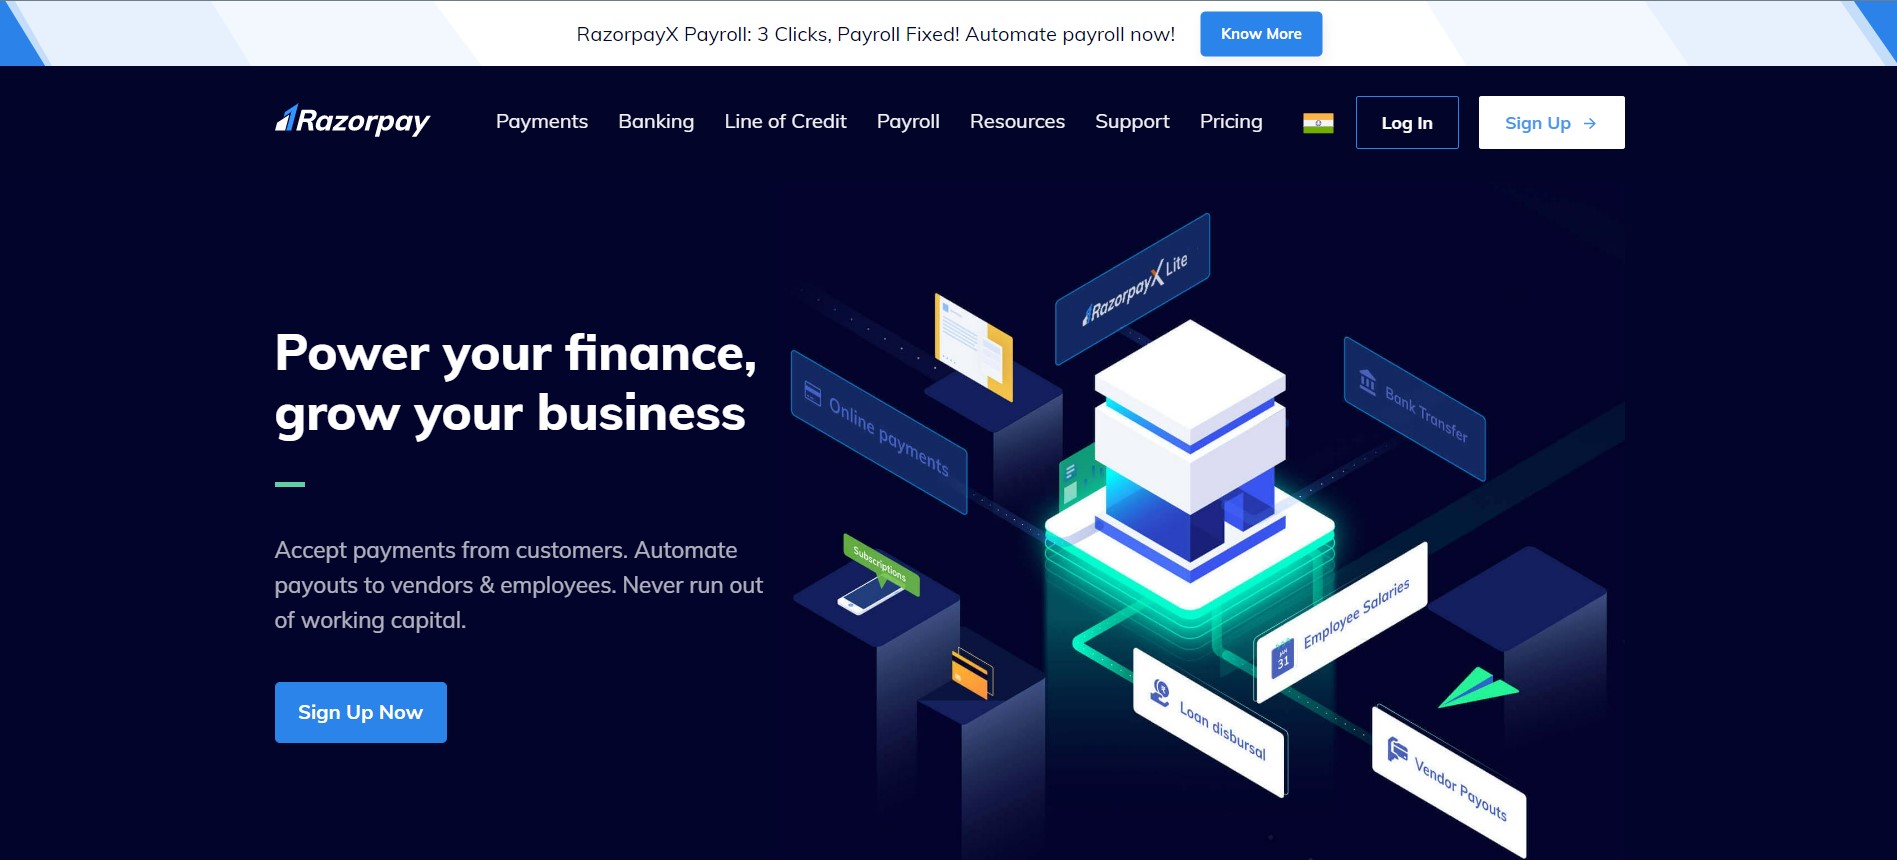 RazorpayX Payroll: 3 Clicks, Payroll Fixed! Automate payroll now!
Know More
Razorpay
Payments
Banking
Line of Credit
Payroll
Resources
Support
Pricing
Log In
Sign Up →
Power your finance,
grow your business
Accept payments from customers. Automate
payouts to vendors & employees. Never run out
of working capital.
Sign Up Now
RazorpayX Lite
Online payments
Bank Transfer
Subscriptions
JAN
31
Employee Salaries
Loan disbursal
Vendor Payouts